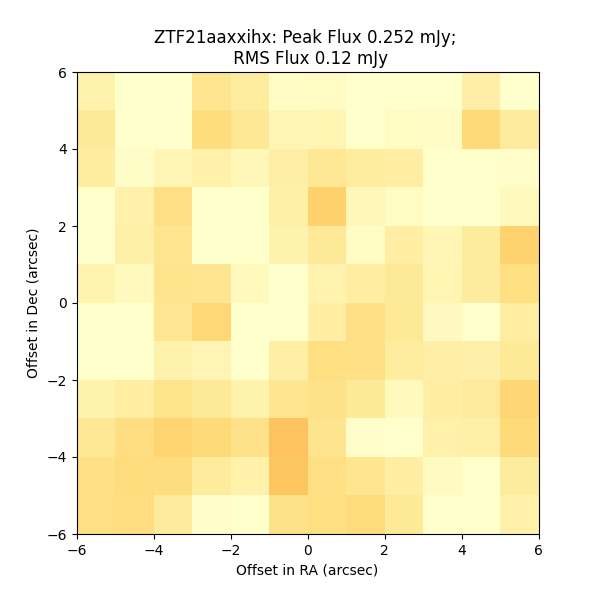 ZTF21aaxxihx: Peak Flux 0.252 mJy;
RMS Flux 0.12 mJy
6
4
2
0
−2
−4
−6
Offset in Dec (arcsec)
−6 −4 −2 0 2 4 6
Offset in RA (arcsec)